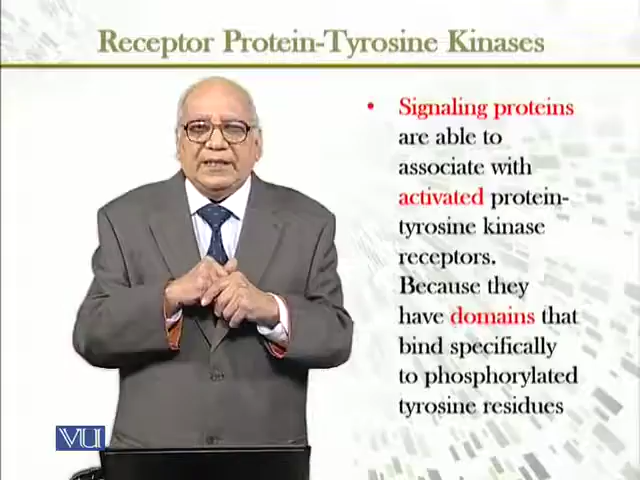 Receptor Protein-Tyrosine Kinases
• Signaling proteins
are able to
associate with
activated protein-
tyrosine kinase
receptors.
Because they
have domains that
bind specifically
to phosphorylated
tyrosine residues
VU